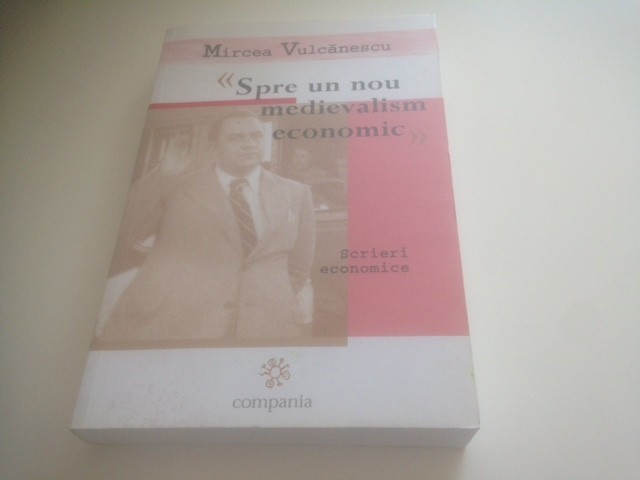 Mircea Vulcănescu
«Spre un nou
medievalism
economic»
Scrieri
economice
compania